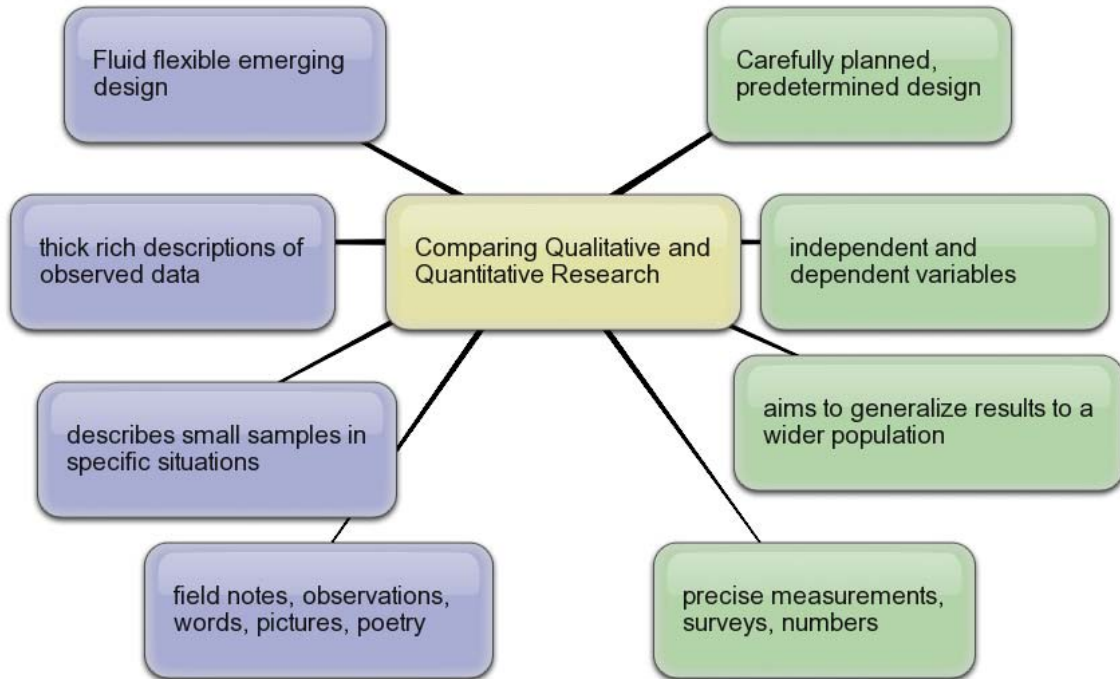 Fluid flexible emerging
design
Carefully planned,
predetermined design
thick rich descriptions of
observed data
Comparing Qualitative and
Quantitative Research
independent and
dependent variables
describes small samples in
specific situations
aims to generalize results to a
wider population
field notes, observations,
words, pictures, poetry
precise measurements,
surveys, numbers